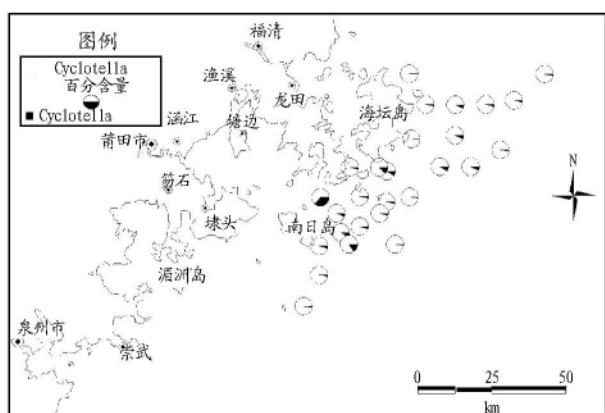 图例
Cyclotella
百分含量
Cyclotella
福清
渔溪
龙田
海坛岛
塘边
涵江
莆田市
笏石
埭头
南日岛
湄洲岛
泉州市
崇武
N
0 25 50
km